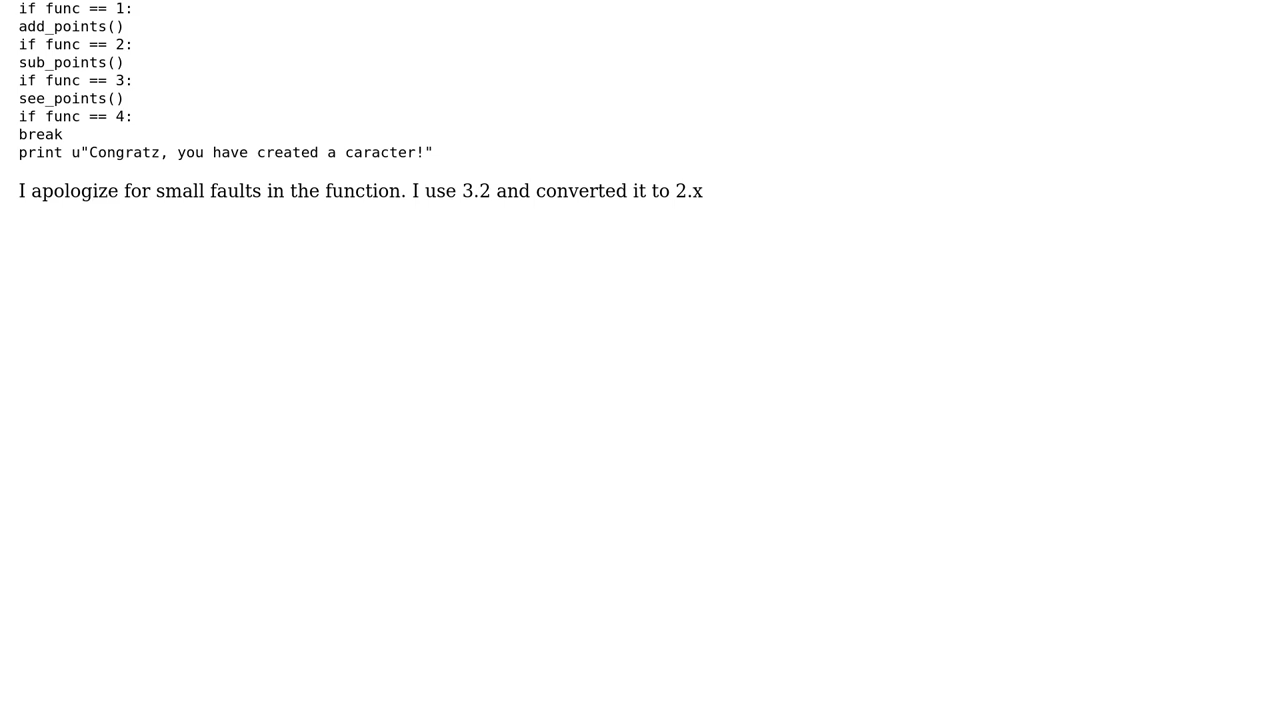 if func == 1:
add_points()
if func == 2:
sub_points()
if func == 3:
see_points()
if func == 4:
break
print u"Congratz, you have created a caracter!"
I apologize for small faults in the function. I use 3.2 and converted it to 2.x